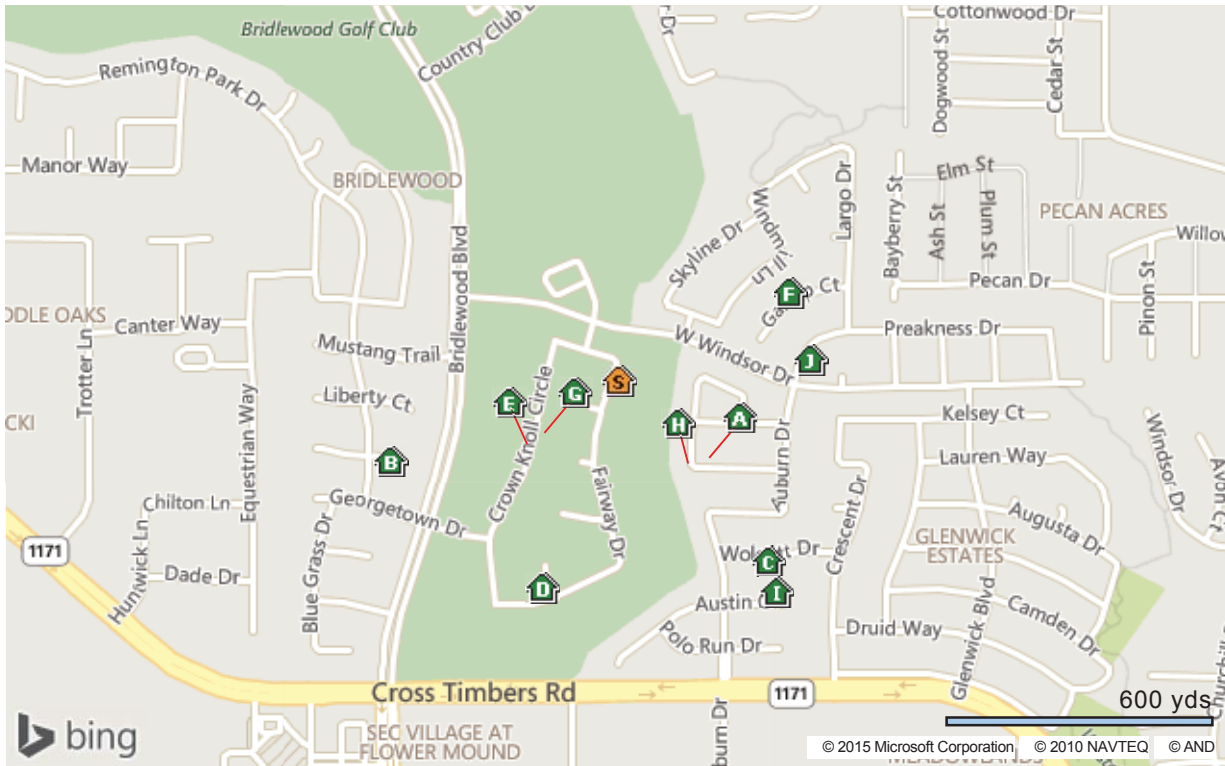 Bridlewood Golf Club
Country Club
Cottonwood Dr
Dogwood St
Cedar St
Remington Park Dr
Manor Way
BRIDLEWOOD
Elm St
Largo Dr
Bayberry St
Ash St
Plum St
PECAN ACRES
Windmill Ln
Skyline Dr
Willow
Bridlewood Blvd
F
Ct
Pecan Dr
Pinon St
DDLE OAKS
Canter Way
Preakness Dr
Trotter Ln
Mustang Trail
W Windsor Dr
J
S
Equestrian Way
Liberty Ct
Crown Knoll Circle
E
G
H
A
Kelsey Ct
CKI
B
Auburn Dr
Lauren Way
Windsor Dr
Avon Ct
Fairway Dr
Crescent Dr
Chilton Ln
Georgetown Dr
Augusta Dr
GLENWICK
ESTATES
1171
Huntwick Ln
Dade Dr
Blue Grass Dr
Dr
C
D
I
Austin
Camden Dr
Polo Run Dr
Druid Way
Glenwick Blvd
Cross Timbers Rd
1171
600 yds
burn Dr
bing
SEC VILLAGE AT
FLOWER MOUND
© 2015 Microsoft Corporation © 2010 NAVTEQ © AND